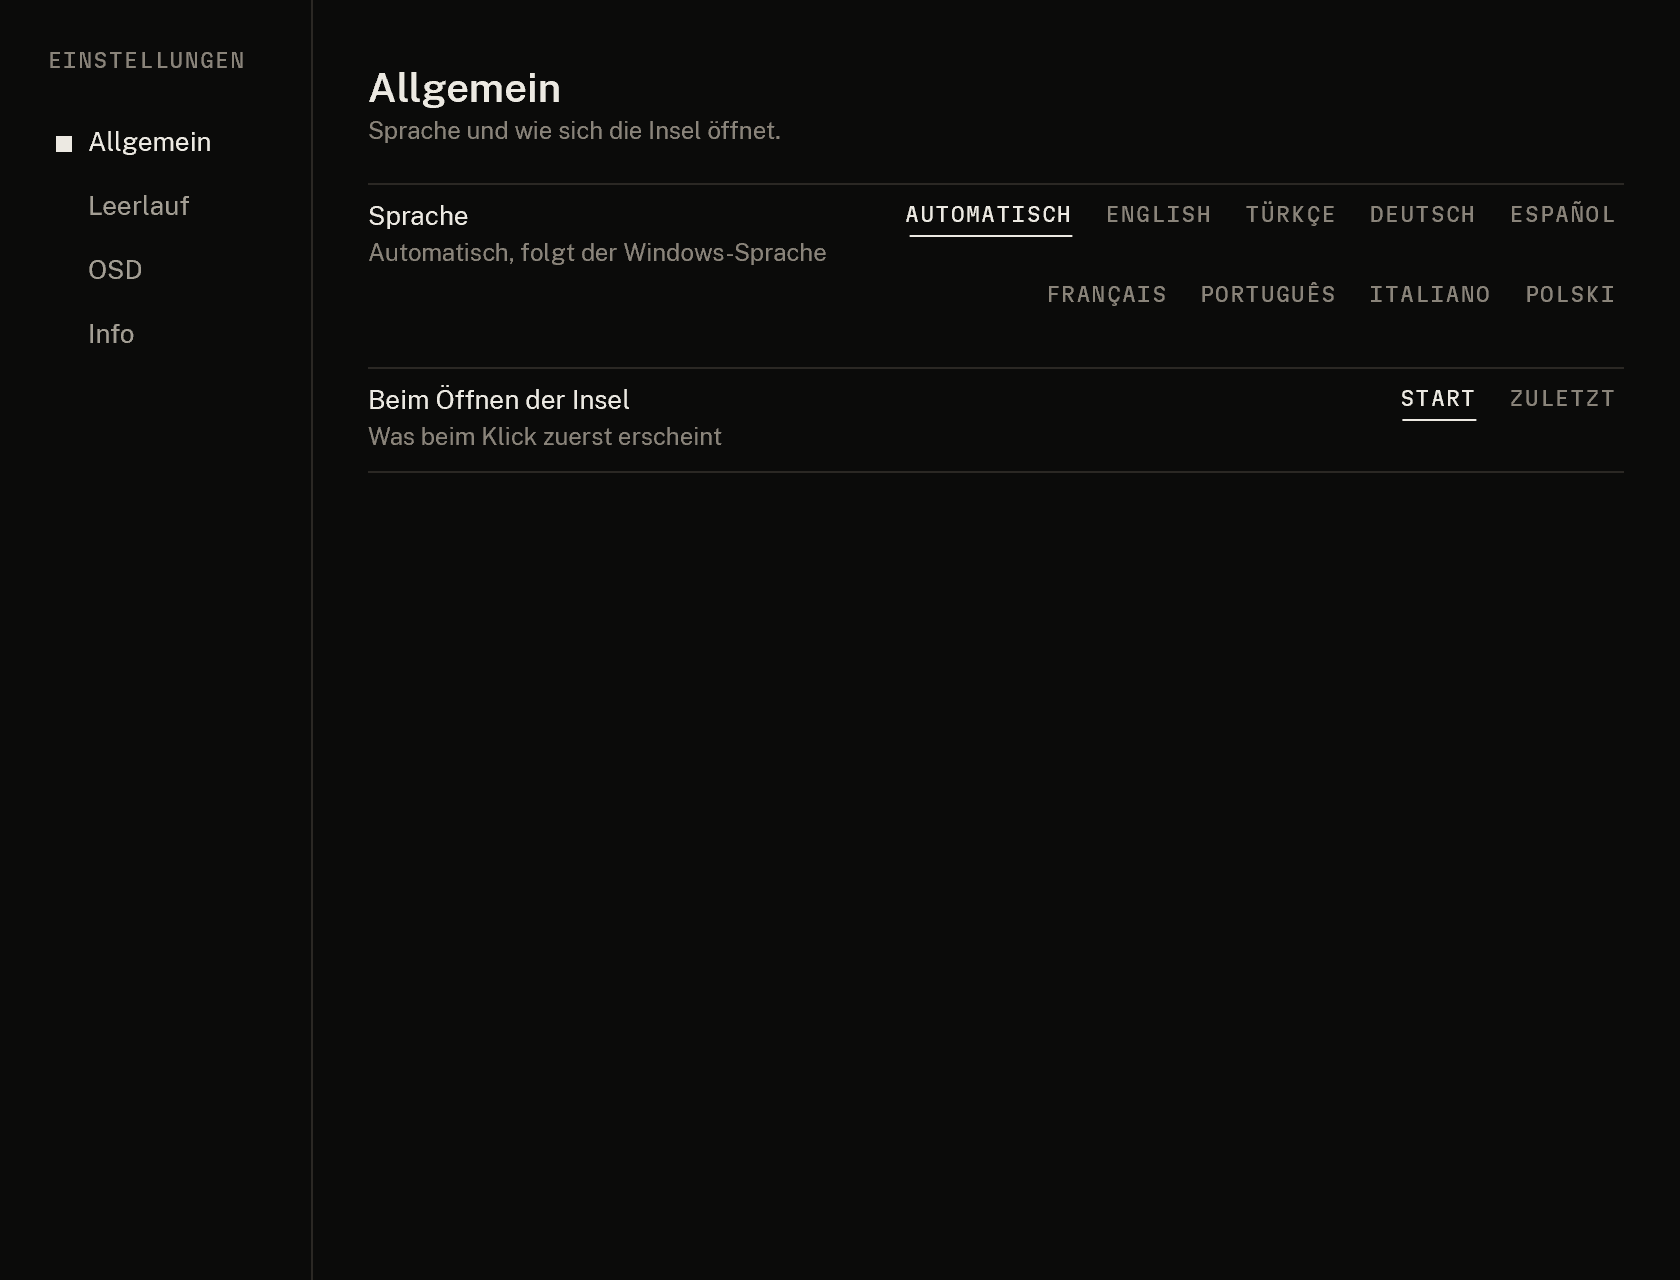 EINSTELLUNGEN
Allgemein
Leerlauf
OSD
Info
Allgemein
Sprache und wie sich die Insel öffnet.
Sprache
Automatisch, folgt der Windows-Sprache
AUTOMATISCH ENGLISH TÜRKÇE DEUTSCH ESPAÑOL
FRANÇAIS PORTUGUÊS ITALIANO POLSKI
Beim Öffnen der Insel
Was beim Klick zuerst erscheint
START ZULETZT